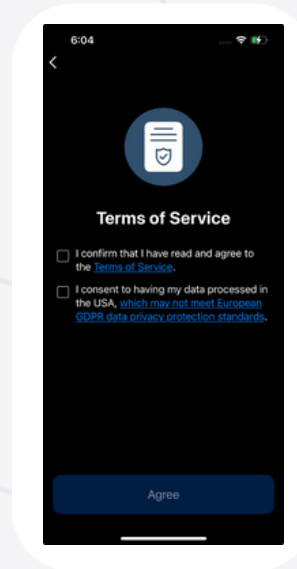 6:04
Terms of Service
I confirm that I have read and agree to
the Terms of Service.
I consent to having my data processed in
the USA, which may not meet European
GDPR data privacy protection standards.
Agree